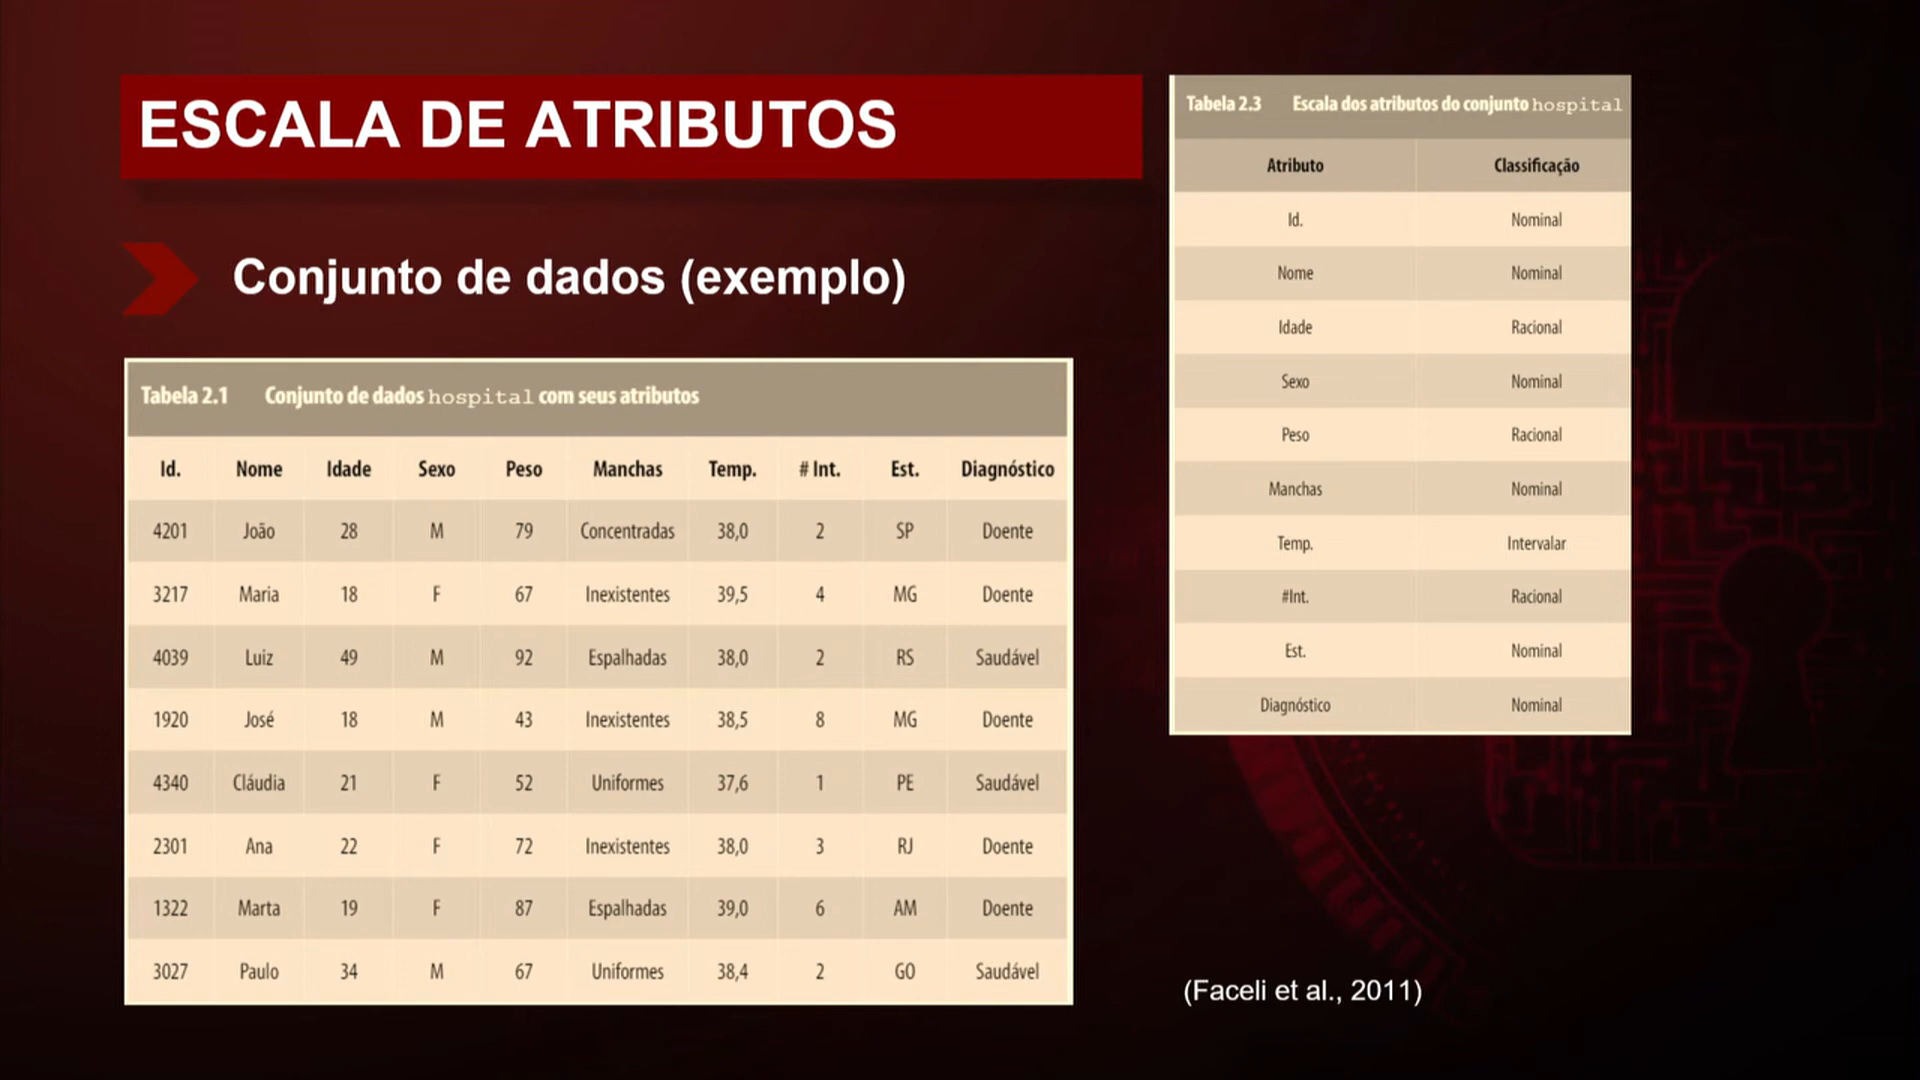 ESCALA DE ATRIBUTOS
Conjunto de dados (exemplo)
Tabela 2.1 Conjunto de dados hospital com seus atributos
Id. Nome Idade Sexo Peso Manchas Temp. # Int. Est. Diagnóstico
4201 João 28 M 79 Concentradas 38,0 2 SP Doente
3217 Maria 18 F 67 Inexistentes 39,5 4 MG Doente
4039 Luiz 49 M 92 Espalhadas 38,0 2 RS Saudável
1920 José 18 M 43 Inexistentes 38,5 8 MG Doente
4340 Cláudia 21 F 52 Uniformes 37,6 1 PE Saudável
2301 Ana 22 F 72 Inexistentes 38,0 3 RJ Doente
1322 Marta 19 F 87 Espalhadas 39,0 6 AM Doente
3027 Paulo 34 M 67 Uniformes 38,4 2 GO Saudável
Tabela 2.3 Escala dos atributos do conjunto hospital
Atributo Classificação
Id. Nominal
Nome Nominal
Idade Racional
Sexo Nominal
Peso Racional
Manchas Nominal
Temp. Intervalar
#Int. Racional
Est. Nominal
Diagnóstico Nominal
(Faceli et al., 2011)